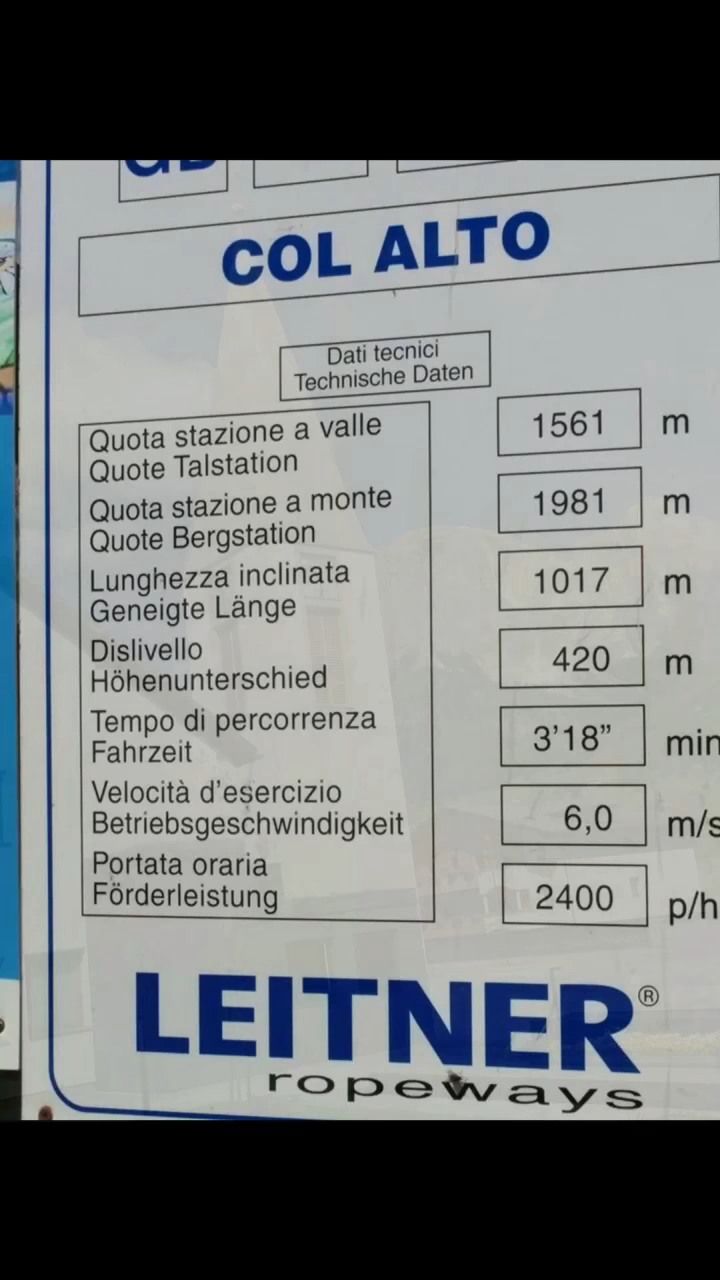 COL ALTO
Dati tecnici
Technische Daten
Quota stazione a valle
Quote Talstation
1561 m
Quota stazione a monte
Quote Bergstation
1981 m
Lunghezza inclinata
Geneigte Länge
1017 m
Dislivello
Höhenunterschied
420 m
Tempo di percorrenza
Fahrzeit
3'18” min
Velocità d'esercizio
Betriebsgeschwindigkeit
6,0 m/s
Portata oraria
Förderleistung
2400 p/h
LEITNER®
ropeways